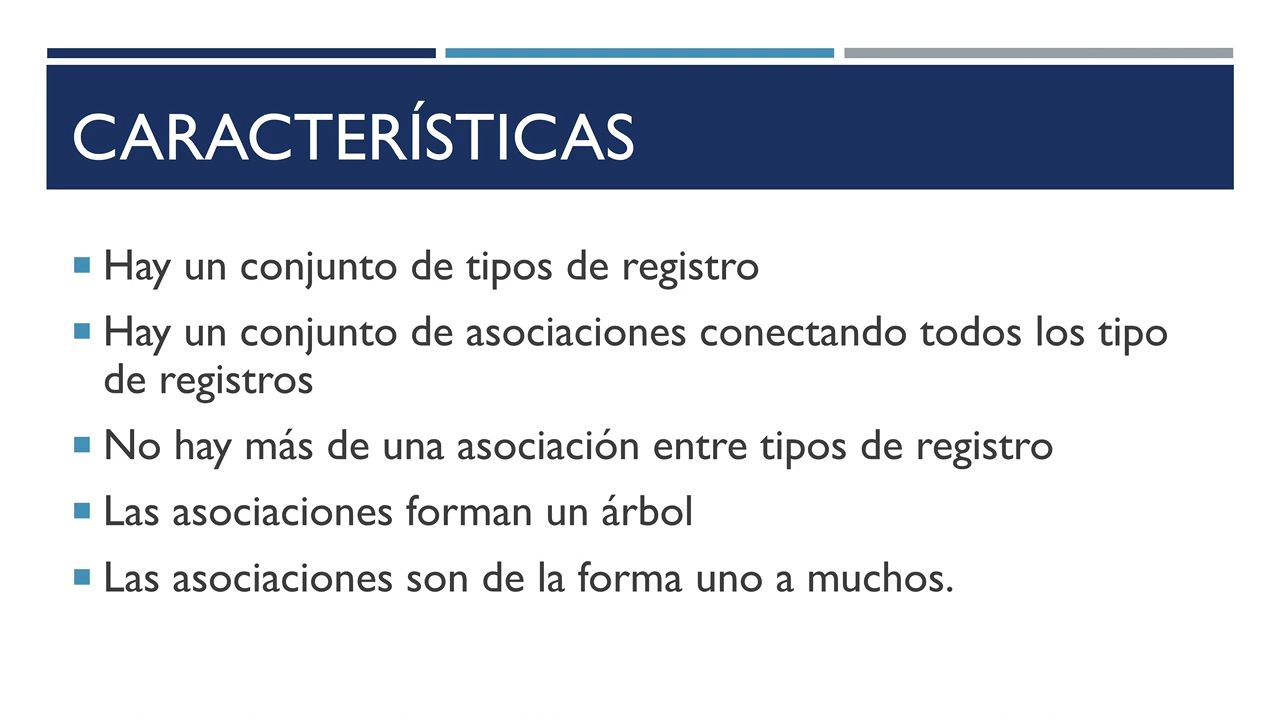 CARACTERÍSTICAS
Hay un conjunto de tipos de registro
Hay un conjunto de asociaciones conectando todos los tipo
de registros
No hay más de una asociación entre tipos de registro
Las asociaciones forman un árbol
Las asociaciones son de la forma uno a muchos.